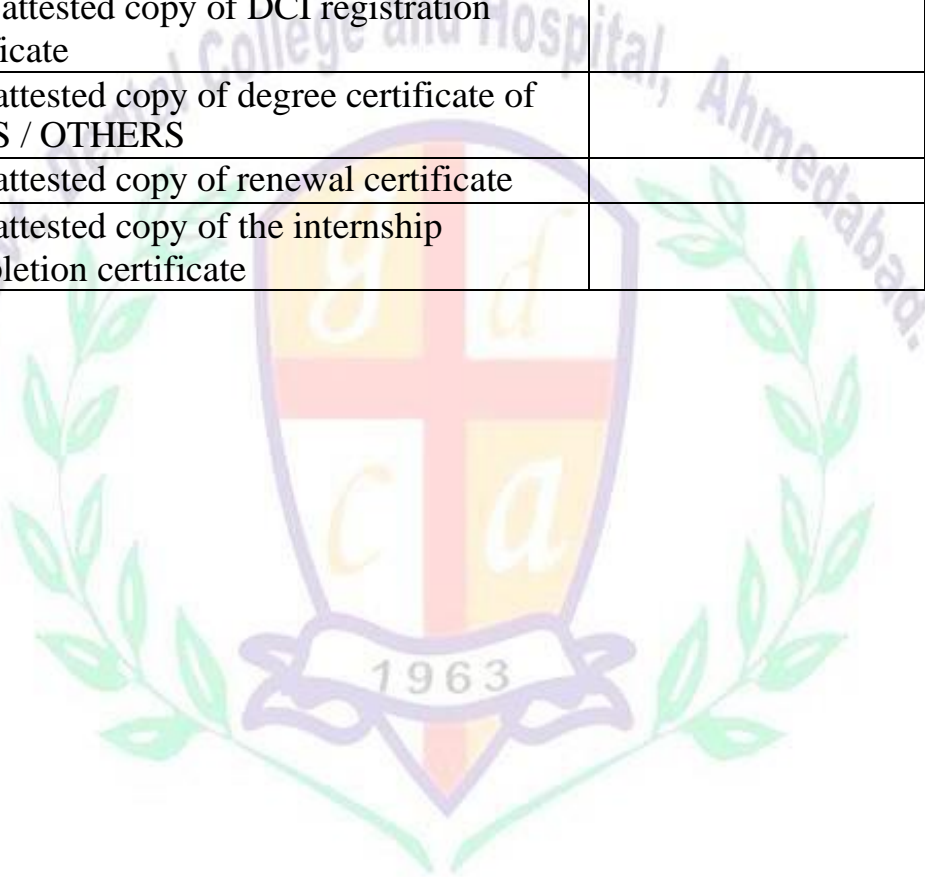 attested copy of DCI registration
icate
attested copy of degree certificate of
S / OTHERS
attested copy of renewal certificate
attested copy of the internship
letion certificate
Dental College and Hospital, Ahmedabad.
g d
c a
1963